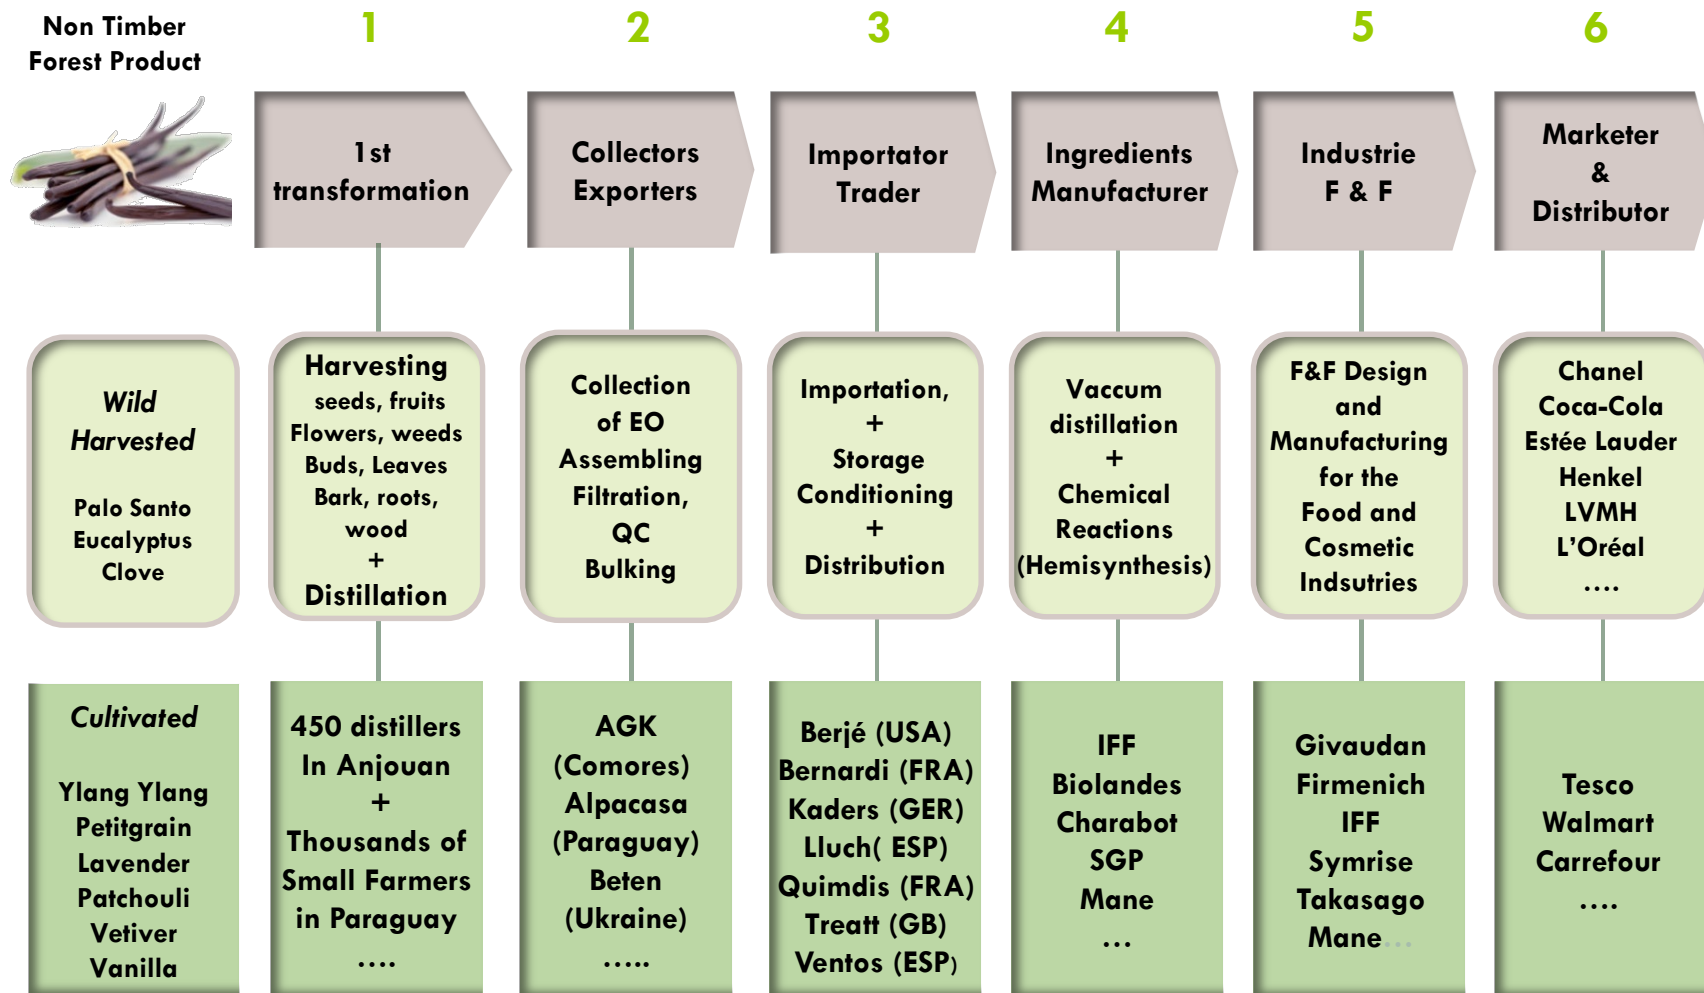 Non Timber
Forest Product
1
2
3
4
5
6
1st
transformation
Collectors
Exporters
Importator
Trader
Ingredients
Manufacturer
Industrie
F & F
Marketer
&
Distributor
Wild
Harvested
Palo Santo
Eucalyptus
Clove
Harvesting
seeds, fruits
Flowers, weeds
Buds, Leaves
Bark, roots,
wood
+
Distillation
Collection
of EO
Assembling
Filtration,
QC
Bulking
Importation,
+
Storage
Conditioning
+
Distribution
Vaccum
distillation
+
Chemical
Reactions
(Hemisynthesis)
F&F Design
and
Manufacturing
for the
Food and
Cosmetic
Indsutries
Chanel
Coca-Cola
Estée Lauder
Henkel
LVMH
L'Oréal
....
Cultivated
Ylang Ylang
Petitgrain
Lavender
Patchouli
Vetiver
Vanilla
450 distillers
In Anjouan
+
Thousands of
Small Farmers
in Paraguay
....
AGK
(Comores)
Alpacasa
(Paraguay)
Beten
(Ukraine)
.....
Berjé (USA)
Bernardi (FRA)
Kaders (GER)
Lluch( ESP)
Quimdis (FRA)
Treatt (GB)
Ventos (ESP)
IFF
Biolandes
Charabot
SGP
Mane
...
Givaudan
Firmenich
IFF
Symrise
Takasago
Mane...
Tesco
Walmart
Carrefour
....